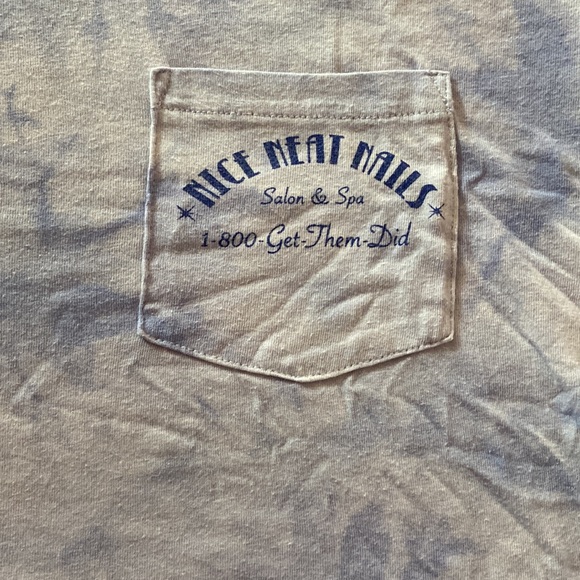 NICE NEAT NAILS
Salon & Spa
1-800-Get-Them-Did